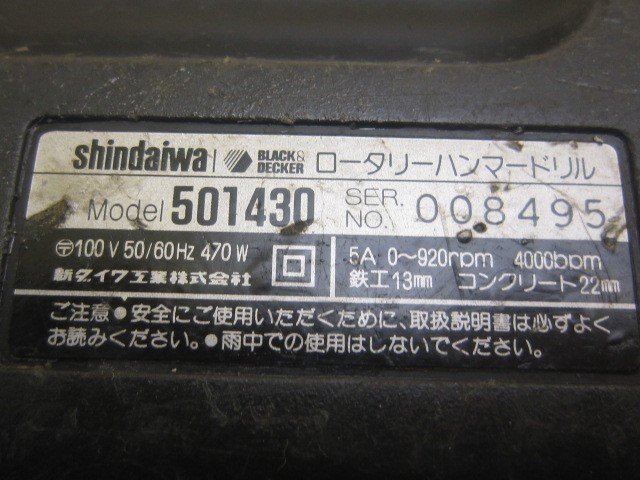 shindaiwa BLACK& DECKER ロータリーハンマードリル
Model 501430 SER. NO. 008495
〒100V 50/60Hz 470W 5A 0～920rpm 4000bpm
新ダイワ工業株式会社 鉄工13mm コンクリート22mm
ご注意●安全にご使用いただくために、取扱説明書は必ずよく
お読みください。●雨中での使用はしないでください。